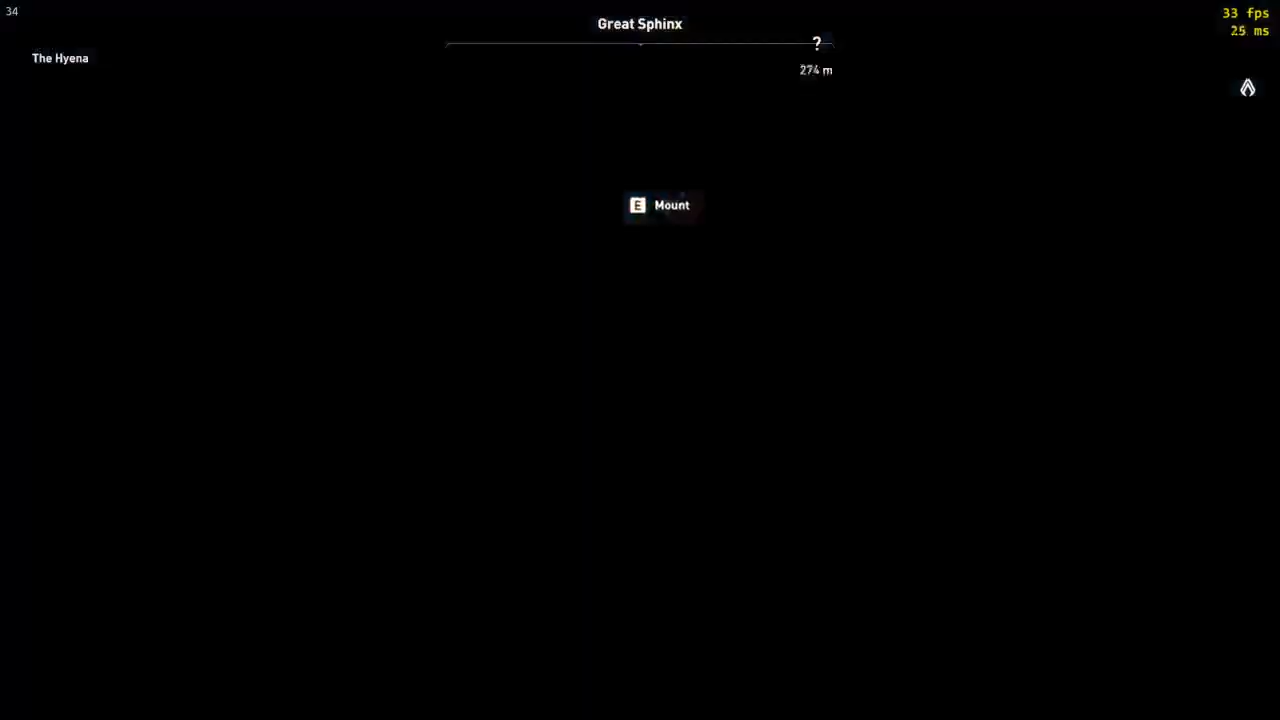 34
Great Sphinx
33 fps
25 ms
?
The Hyena
274 m
E Mount